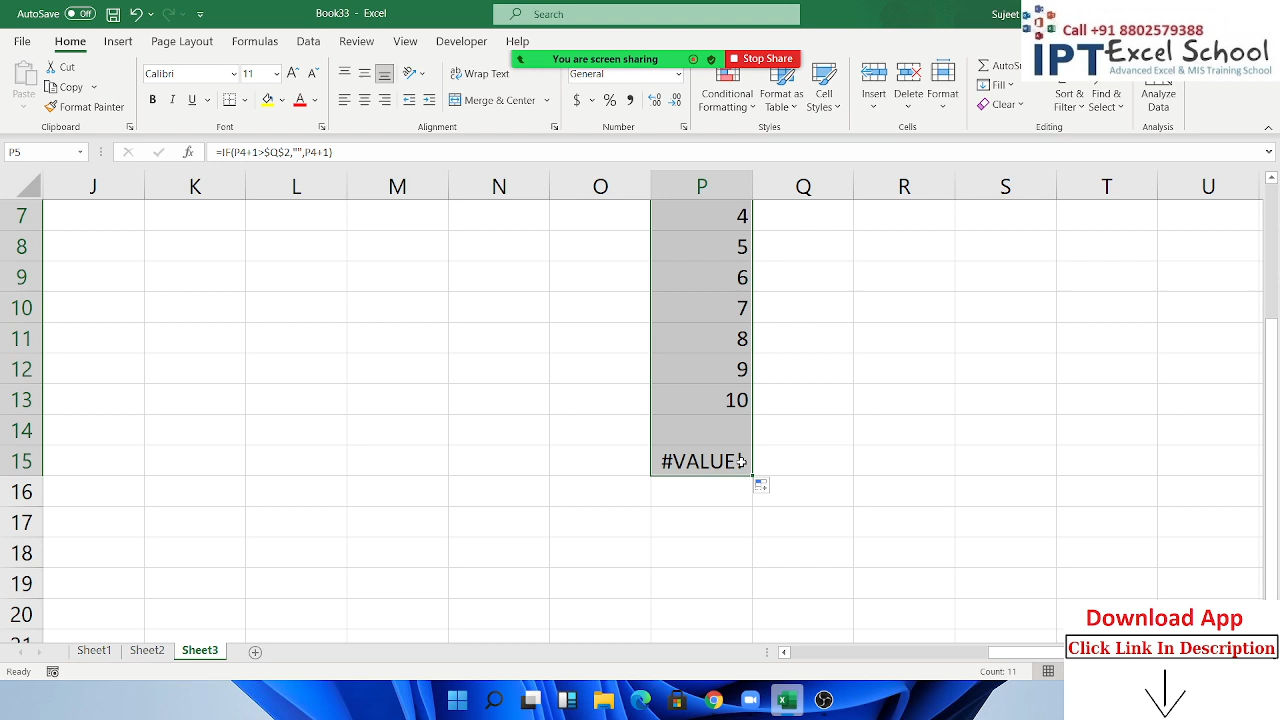 AutoSave Off
Book33 - Excel
Search
Sujeet
Call +91 8802579388
IPT Excel School
Advanced Excel & MIS Training School
File Home Insert Page Layout Formulas Data View Developer Help
You are screen sharing Stop Share
Paste
Cut
Copy
Format Painter
Clipboard
Calibri 11
B I U
Font
Wrap Text
Merge & Center
Alignment
General
$ % ,
Number
Conditional Formatting
Format as Table
Cell Styles
Styles
Insert Delete Format
Cells
Fill
Clear
Sort & Filter
Find & Select
Editing
Analyze Data
Analysis
P5
fx
=IF(P4+1>$Q$2,"",P4+1)
J K L M N O P Q R S T U
7 4
8 5
9 6
10 7
11 8
12 9
13 10
14
15 #VALUE!
16
17
18
19
20
Sheet1 Sheet2 Sheet3
Ready
Count: 11
Download App
Click Link In Description